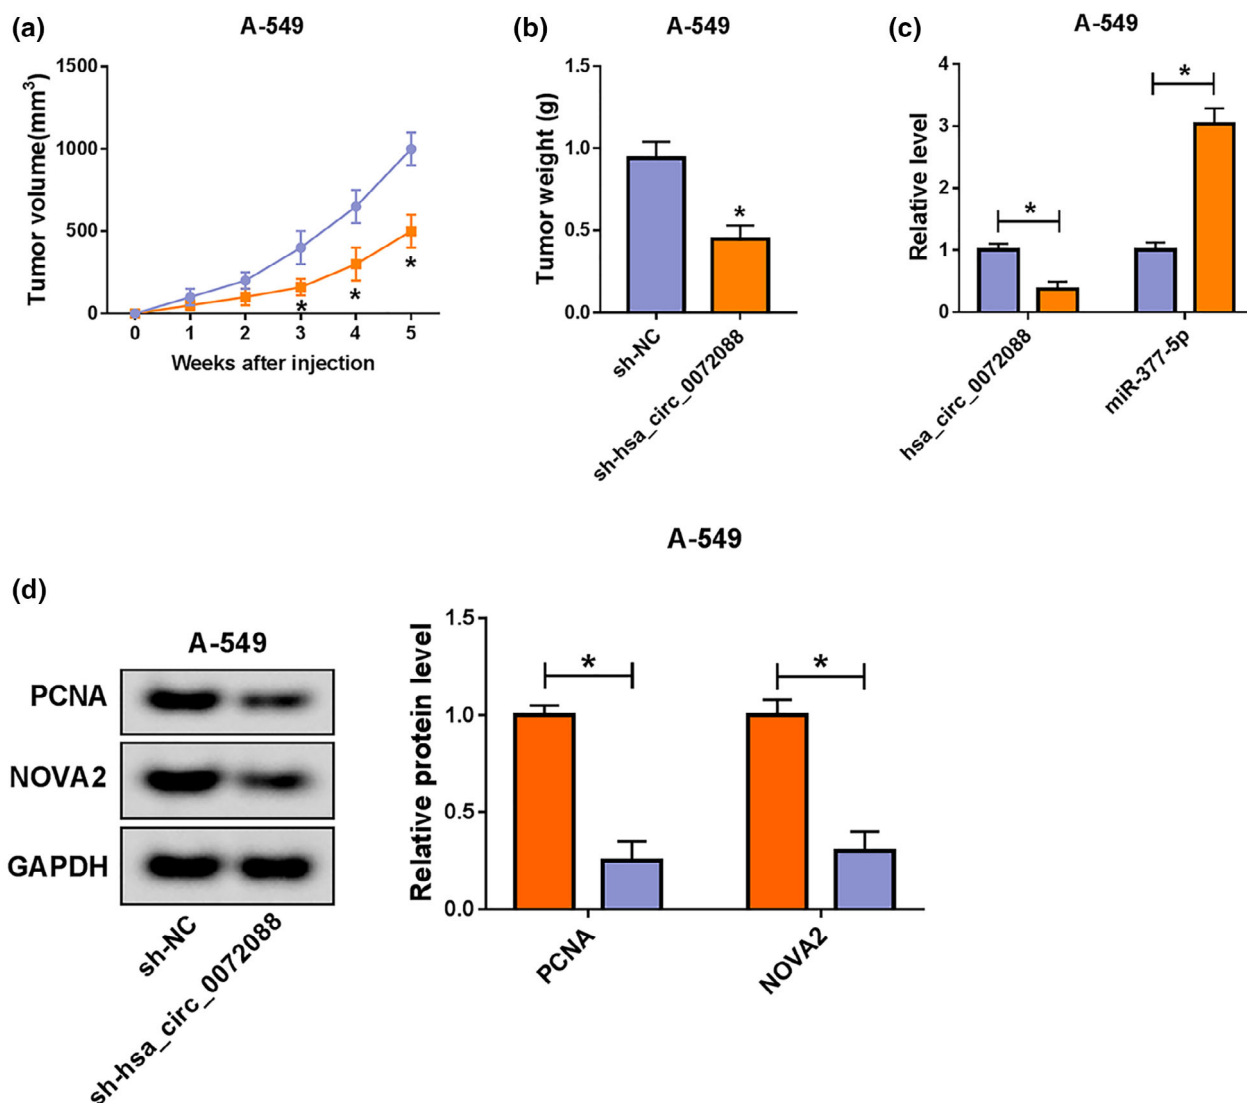 (a)
A-549
Tumor volume(mm³)
1500
1000
500
0
0 1 2 3 4 5
* * *
Weeks after injection
(b)
A-549
Tumor weight (g)
1.5
1.0
0.5
0.0
*
sh-NC
sh-hsa_circ_0072088
(c)
A-549
Relative level
4
3
2
1
0
* *
hsa_circ_0072088
miR-377-5p
(d)
A-549
PCNA
NOVA2
GAPDH
sh-NC
sh-hsa_circ_0072088
A-549
Relative protein level
1.5
1.0
0.5
0.0
* *
PCNA
NOVA2